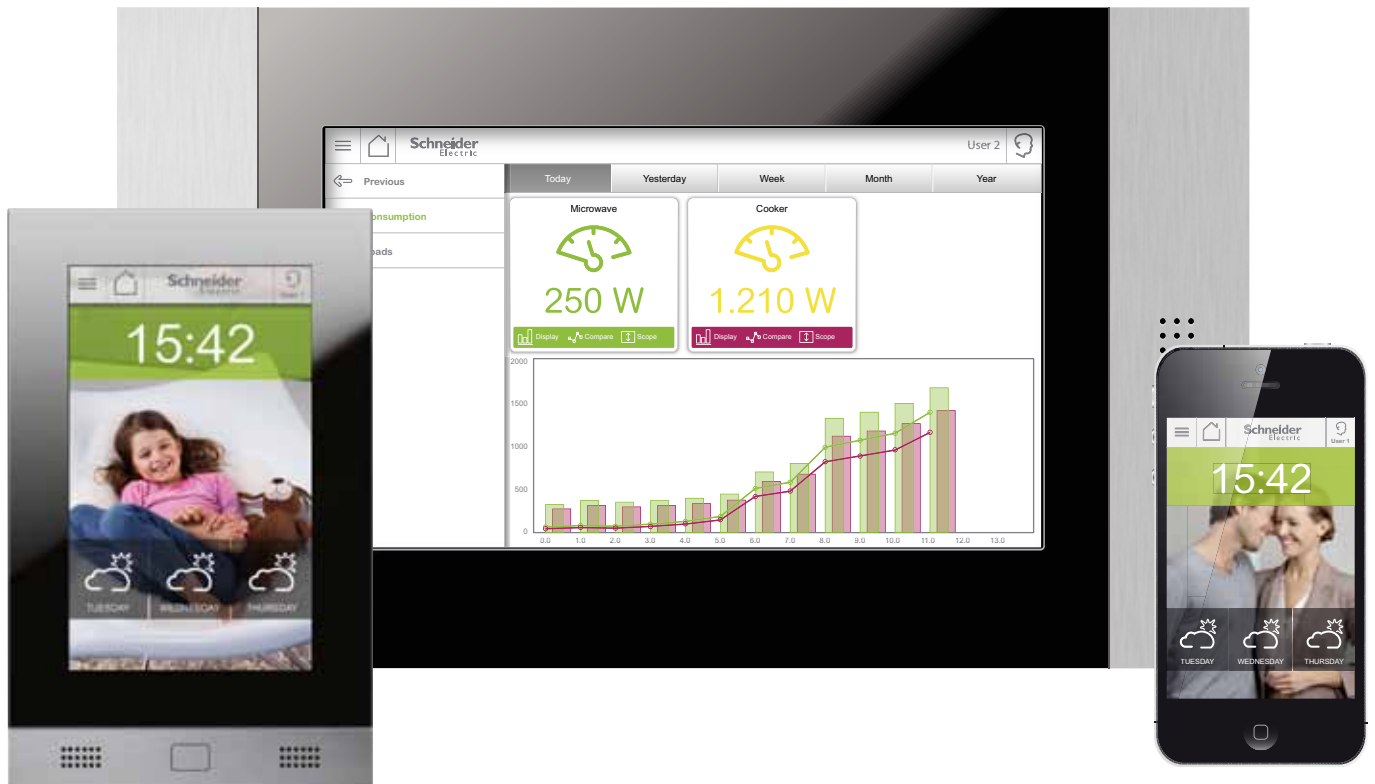 Schneider
Electric
User 2
Previous
onsumption
oads
Today
Yesterday
Week
Month
Year
Microwave
250 W
Display
Compare
Scope
Cooker
1.210 W
Display
Compare
Scope
2000
1500
1000
500
0
0.0 1.0 2.0 3.0 4.0 5.0 6.0 7.0 8.0 9.0 10.0 11.0 12.0 13.0
Schneider
Electric
User 1
15:42
TUESDAY
WEDNESDAY
THURSDAY
Schneider
Electric
User 1
15:42
TUESDAY
WEDNESDAY
THURSDAY